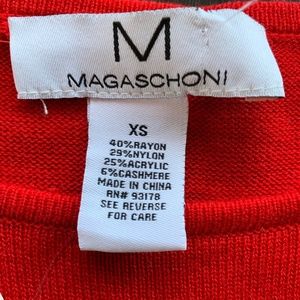 M
MAGASCHONI
XS
40%RAYON
29%NYLON
25%ACRYLIC
6%CASHMERE
MADE IN CHINA
RN# 93178
SEE REVERSE
FOR CARE